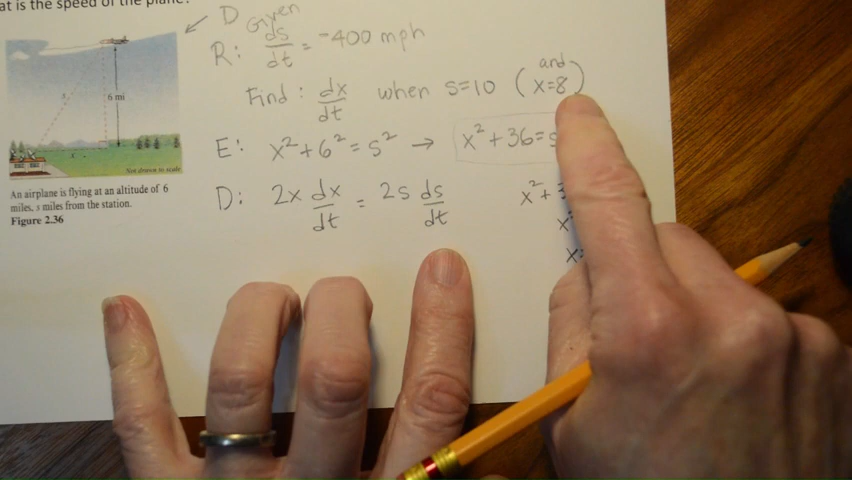 at is the speed of the plane?
D
Given
R: ds/dt = -400 mph
Find: dx/dt when s=10 (and x=8)
E: x² + 6² = s² → x² + 36 = s
D: 2x dx/dt = 2s ds/dt
x² + 3
x
x=
s
6 mi
Not drawn to scale
An airplane is flying at an altitude of 6
miles, s miles from the station.
Figure 2.36